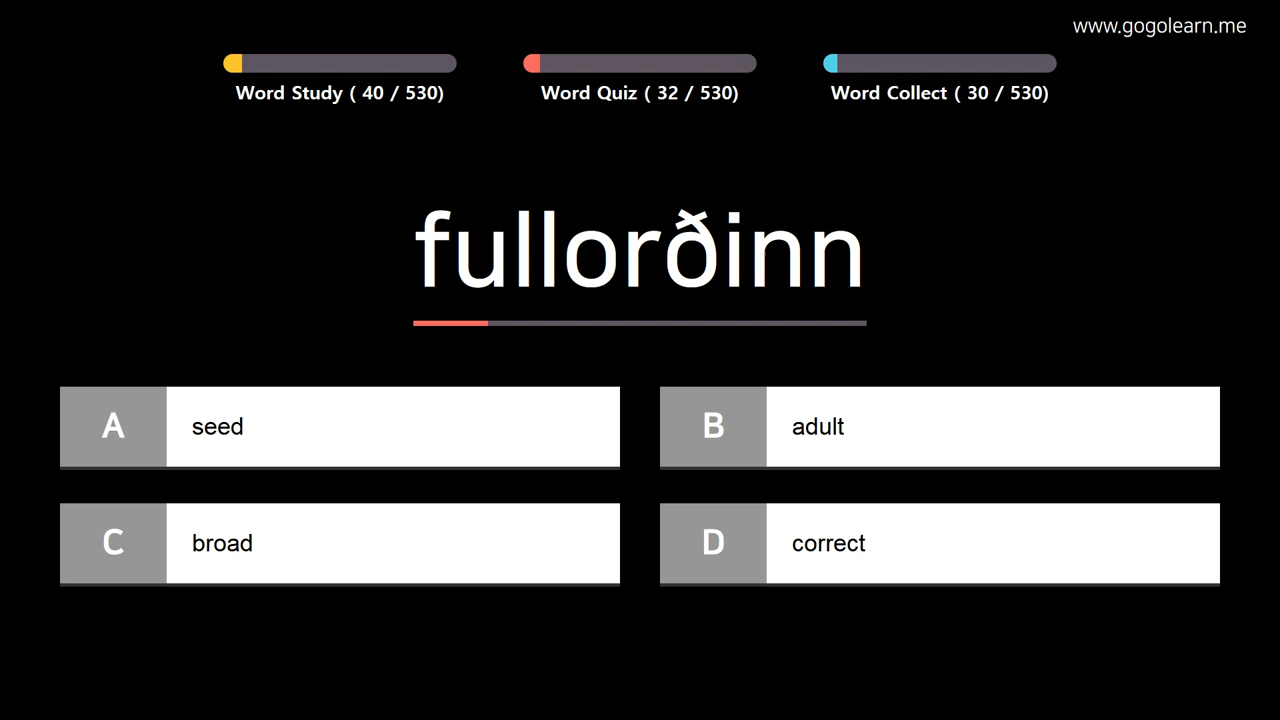 www.gogolearn.me
Word Study ( 40 / 530)
Word Quiz ( 32 / 530)
Word Collect ( 30 / 530)
fullorðinn
A seed
B adult
C broad
D correct